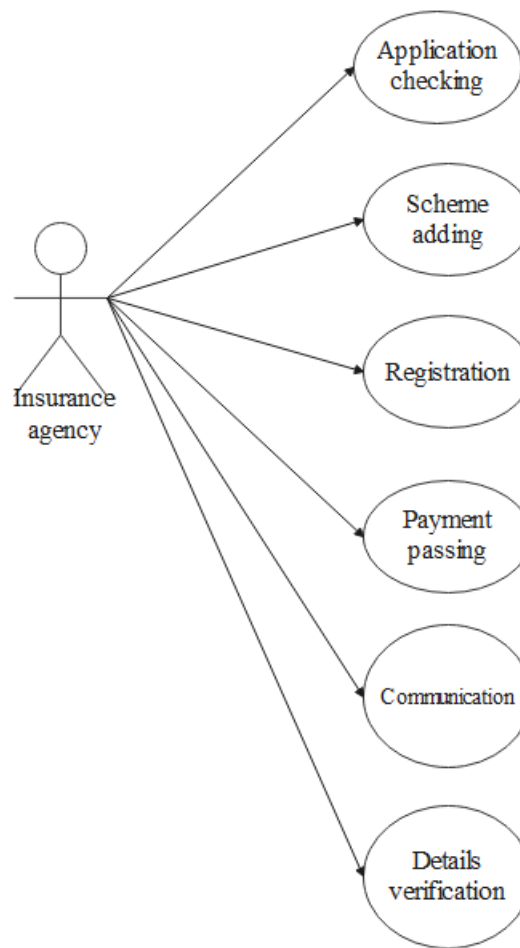 Application
checking
Scheme
adding
Registration
Insurance
agency
Payment
passing
Communication
Details
verification